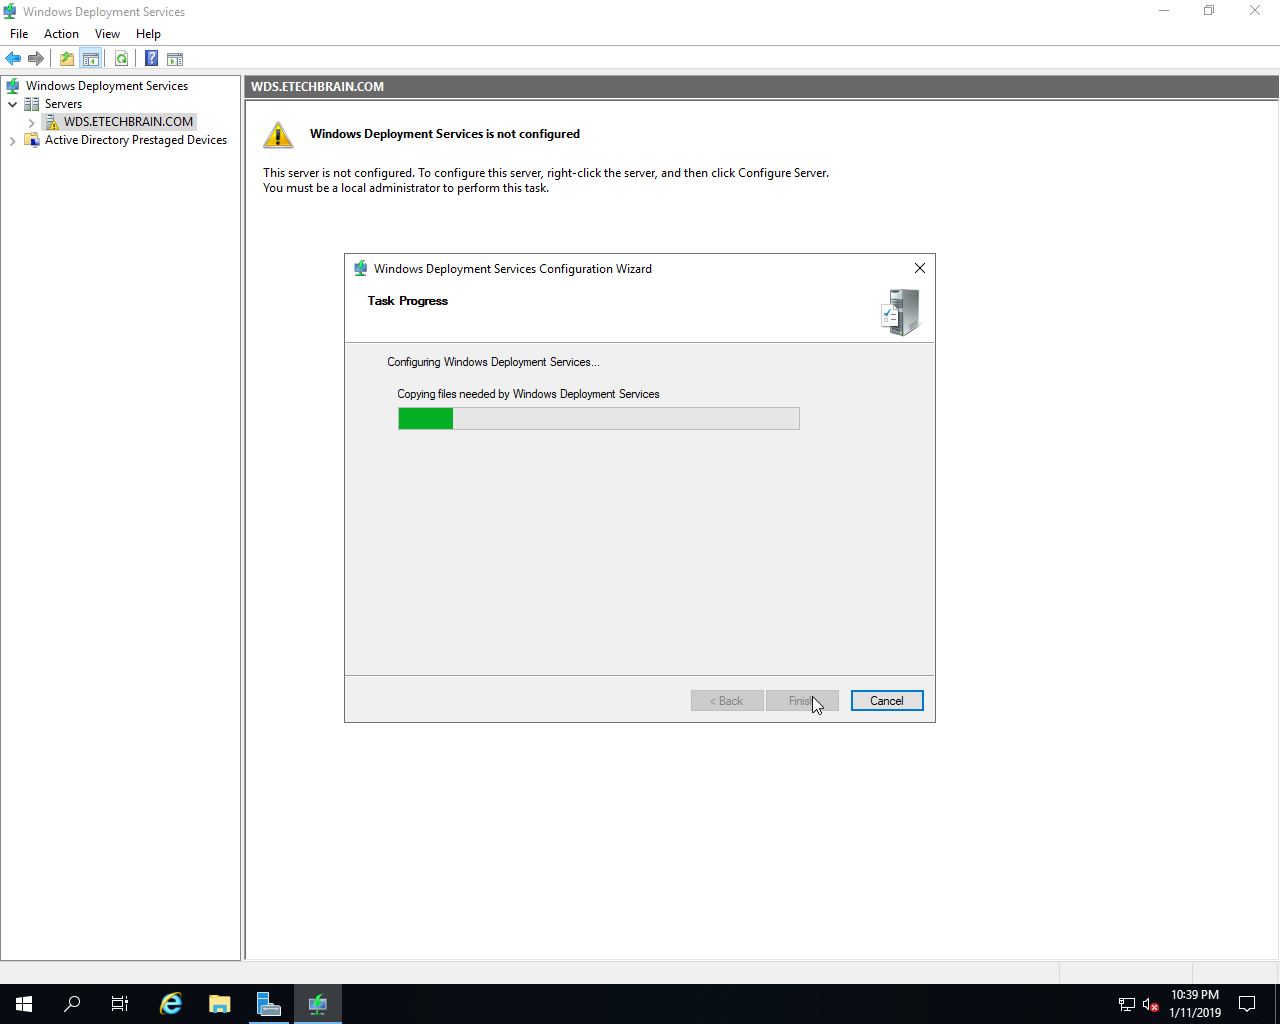 Windows Deployment Services
File Action View Help
Windows Deployment Services
Servers
WDS.ETECHBRAIN.COM
Active Directory Prestaged Devices
WDS.ETECHBRAIN.COM
Windows Deployment Services is not configured
This server is not configured. To configure this server, right-click the server, and then click Configure Server.
You must be a local administrator to perform this task.
Windows Deployment Services Configuration Wizard
Task Progress
Configuring Windows Deployment Services...
Copying files needed by Windows Deployment Services
< Back Finish Cancel
10:39 PM
1/11/2019